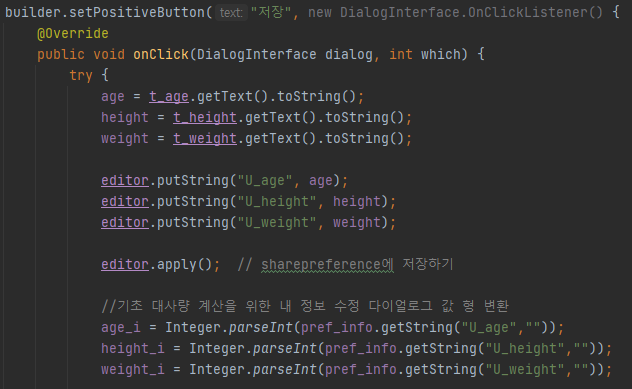 builder.setPositiveButton( text: "저장", new DialogInterface.OnClickListener() {
@Override
public void onClick(DialogInterface dialog, int which) {
try {
age = t_age.getText().toString();
height = t_height.getText().toString();
weight = t_weight.getText().toString();
editor.putString("U_age", age);
editor.putString("U_height", height);
editor.putString("U_weight", weight);
editor.apply(); // sharepreference에 저장하기
//기초 대사량 계산을 위한 내 정보 수정 다이얼로그 값 형 변환
age_i = Integer.parseInt(pref_info.getString("U_age",""));
height_i = Integer.parseInt(pref_info.getString("U_height",""));
weight_i = Integer.parseInt(pref_info.getString("U_weight",""));